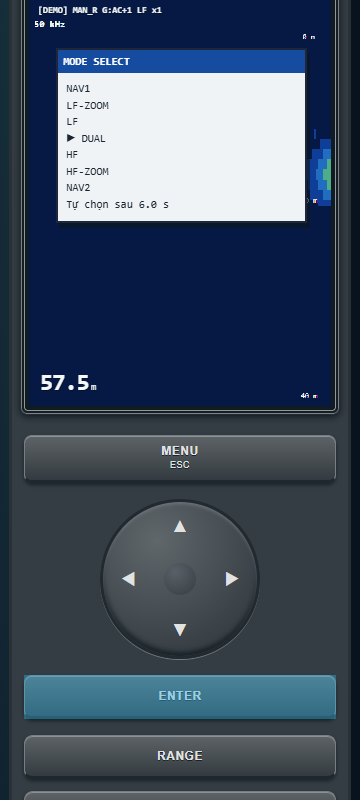 [DEMO] MAN_R G:AC+1 LF x1
50 kHz
0 m
MODE SELECT
NAV1
LF-ZOOM
LF
▶ DUAL
HF
HF-ZOOM
NAV2
Tự chọn sau 6.0 s
57.5m
40 m
MENU
ESC
ENTER
RANGE